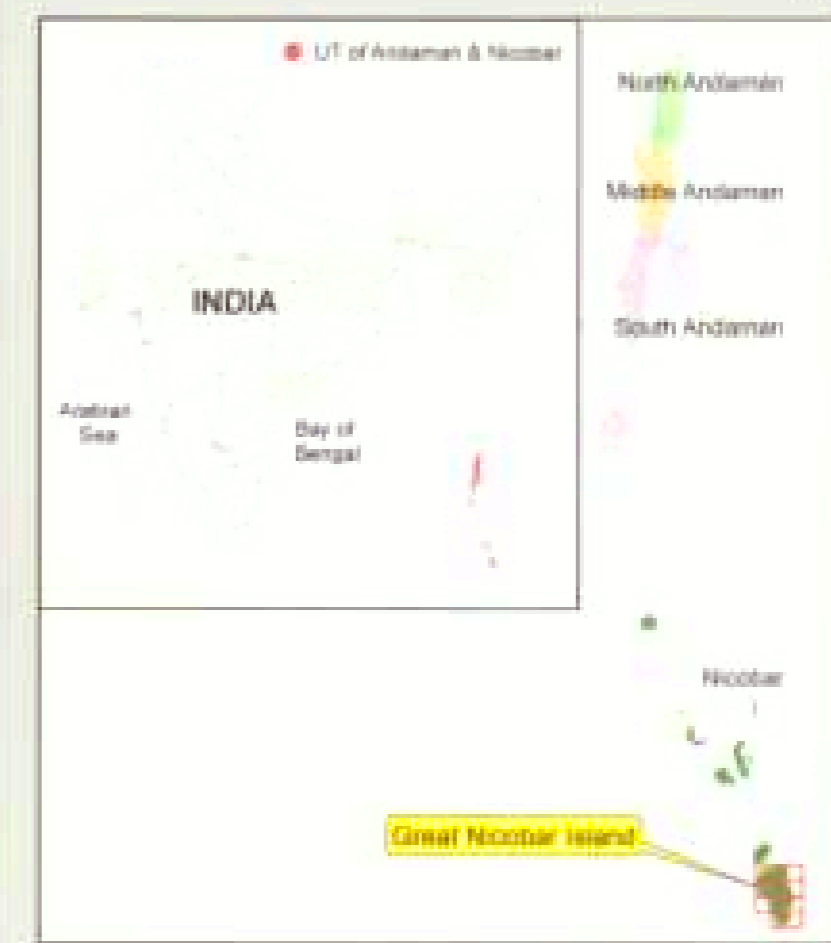 UT of Andaman & Nicobar
North Andaman
Middle Andaman
INDIA
South Andaman
Arabian
Sea
Bay of
Bengal
Nicobar
Great Nicobar Island